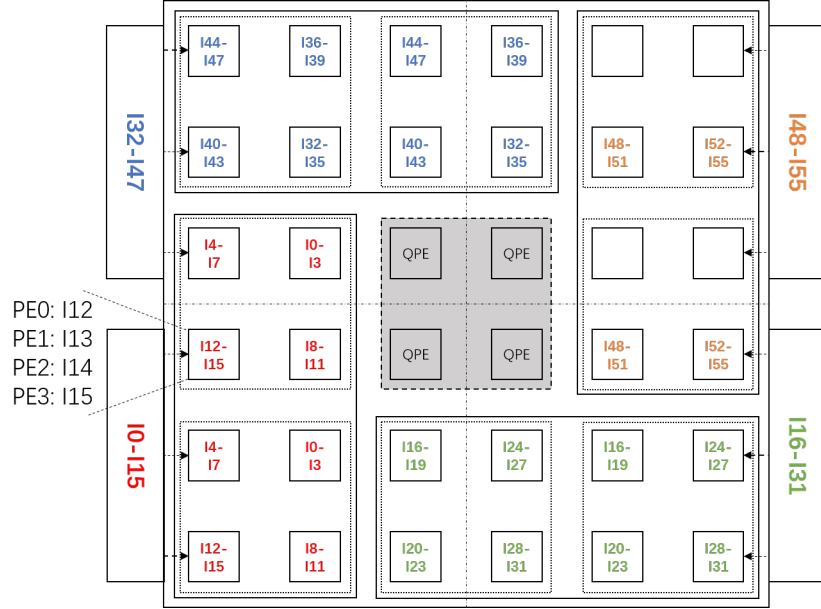 I44-
I47
I36-
I39
I44-
I47
I36-
I39
I32-I47
I48-I55
I40-
I43
I32-
I35
I40-
I43
I32-
I35
I48-
I51
I52-
I55
I4-
I7
I0-
I3
QPE
QPE
PE0: I12
PE1: I13
PE2: I14
PE3: I15
I12-
I15
I8-
I11
QPE
QPE
I48-
I51
I52-
I55
I0-I15
I16-I31
I4-
I7
I0-
I3
I16-
I19
I24-
I27
I16-
I19
I24-
I27
I12-
I15
I8-
I11
I20-
I23
I28-
I31
I20-
I23
I28-
I31